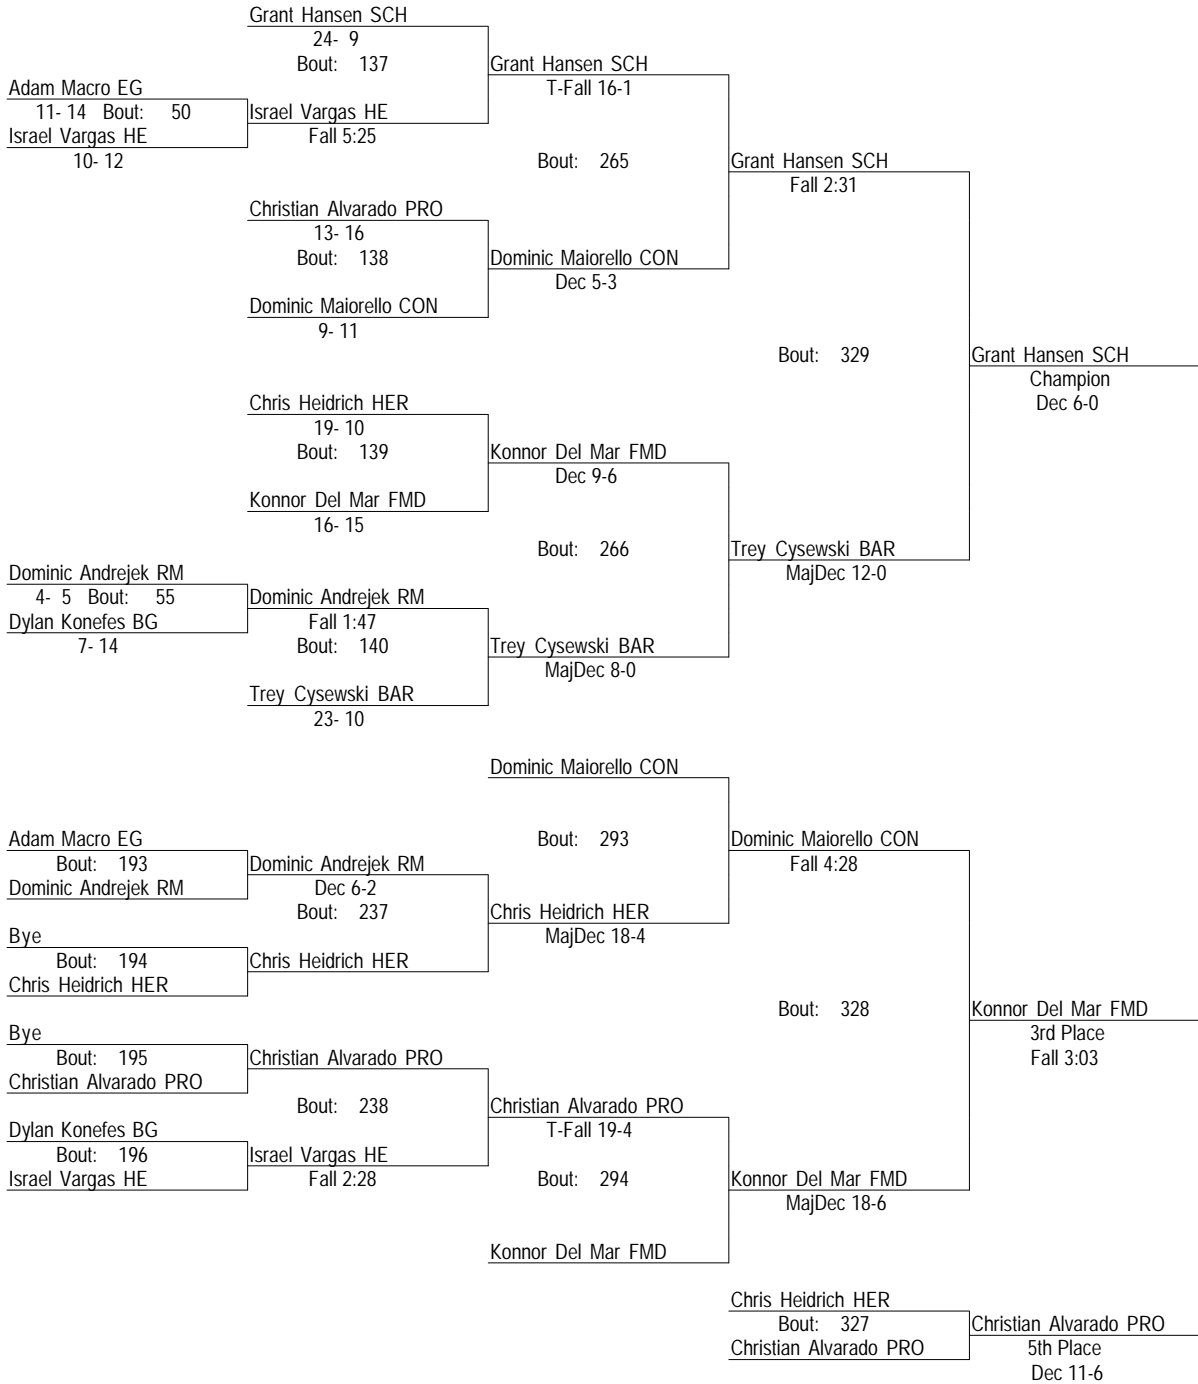 Grant Hansen SCH
24- 9
Bout: 137
Grant Hansen SCH
T-Fall 16-1
Adam Macro EG
11- 14 Bout: 50
Israel Vargas HE
Fall 5:25
Israel Vargas HE
10- 12
Bout: 265
Grant Hansen SCH
Fall 2:31
Christian Alvarado PRO
13- 16
Bout: 138
Dominic Maiorello CON
Dec 5-3
Dominic Maiorello CON
9- 11
Bout: 329
Grant Hansen SCH
Champion
Dec 6-0
Chris Heidrich HER
19- 10
Bout: 139
Konnor Del Mar FMD
Dec 9-6
Konnor Del Mar FMD
16- 15
Bout: 266
Trey Cysewski BAR
MajDec 12-0
Dominic Andrejek RM
4- 5 Bout: 55
Dominic Andrejek RM
Fall 1:47
Dylan Konefes BG
7- 14
Bout: 140
Trey Cysewski BAR
MajDec 8-0
Trey Cysewski BAR
23- 10
Dominic Maiorello CON
Adam Macro EG
Bout: 193
Dominic Andrejek RM
Bout: 293
Dominic Maiorello CON
Fall 4:28
Dominic Andrejek RM
Dec 6-2
Bout: 237
Chris Heidrich HER
MajDec 18-4
Bye
Bout: 194
Chris Heidrich HER
Chris Heidrich HER
Bout: 328
Konnor Del Mar FMD
3rd Place
Fall 3:03
Bye
Bout: 195
Christian Alvarado PRO
Christian Alvarado PRO
Bout: 238
Christian Alvarado PRO
T-Fall 19-4
Dylan Konefes BG
Bout: 196
Israel Vargas HE
Israel Vargas HE
Fall 2:28
Bout: 294
Konnor Del Mar FMD
MajDec 18-6
Konnor Del Mar FMD
Chris Heidrich HER
Bout: 327
Christian Alvarado PRO
Christian Alvarado PRO
5th Place
Dec 11-6